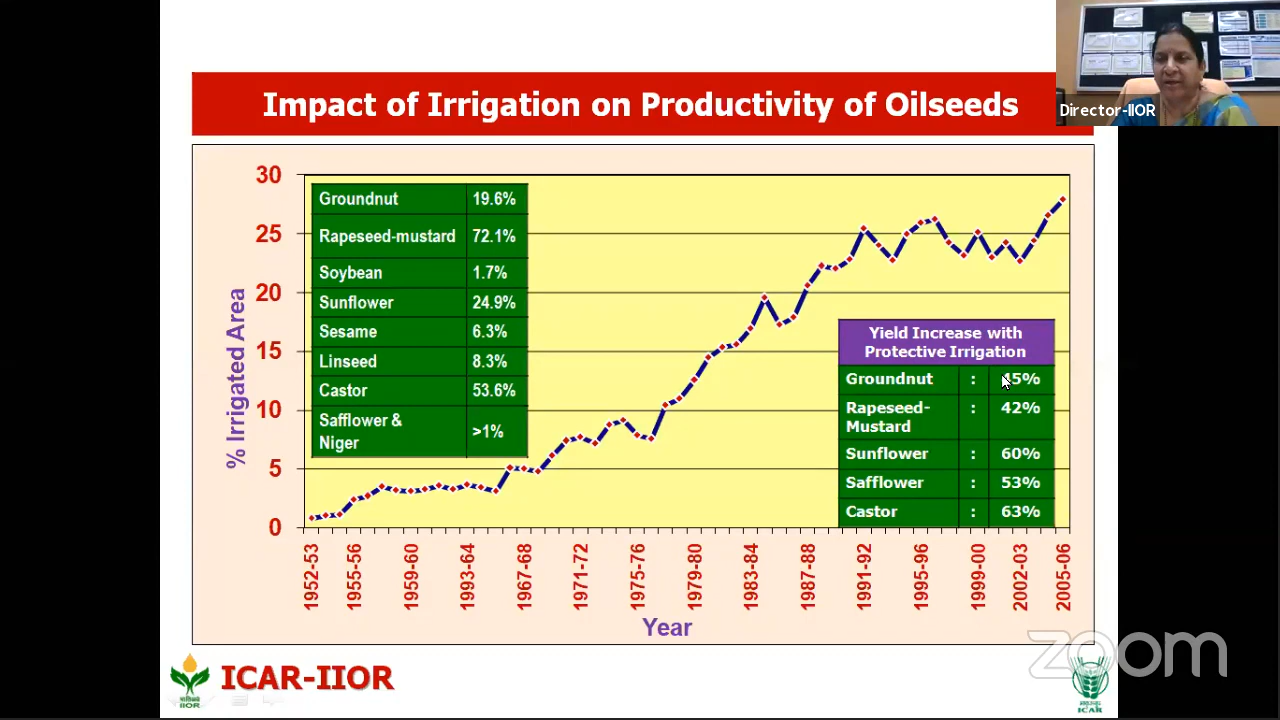 Impact of Irrigation on Productivity of Oilseeds
Director-IIOR
30
25
20
15
10
5
0
% Irrigated Area
Groundnut 19.6%
Rapeseed-mustard 72.1%
Soybean 1.7%
Sunflower 24.9%
Sesame 6.3%
Linseed 8.3%
Castor 53.6%
Safflower &
Niger >1%
Yield Increase with
Protective Irrigation
Groundnut : 45%
Rapeseed-
Mustard : 42%
Sunflower : 60%
Safflower : 53%
Castor : 63%
1952-53
1955-56
1959-60
1993-64
1967-68
1971-72
1975-76
1979-80
1983-84
1987-88
1991-92
1995-96
1999-00
2002-03
2005-06
Year
zoom
ICAR-IIOR
IIOR
ICAR